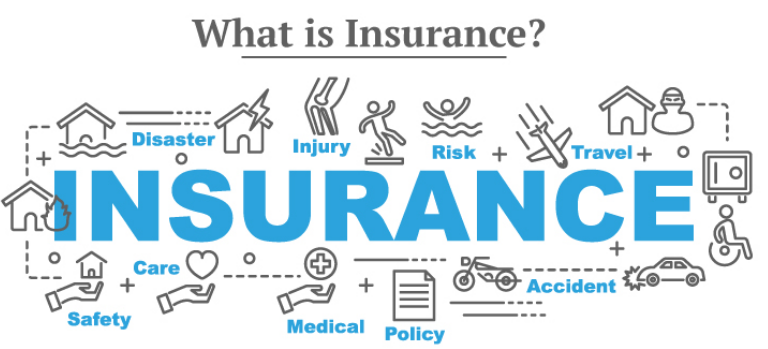 What is Insurance?
Disaster
Injury
Risk
Travel
INSURANCE
Care
Accident
Safety
Medical
Policy